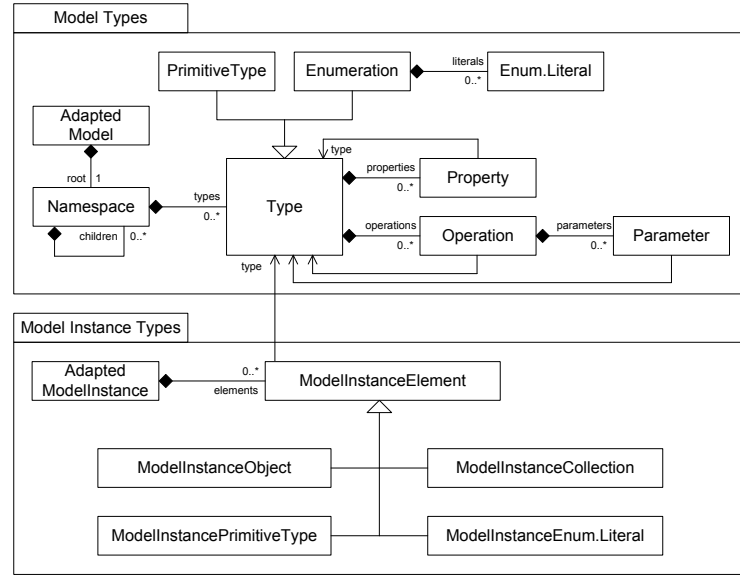 Model Types
PrimitiveType
Enumeration
literals
0..*
Enum.Literal
Adapted
Model
root
1
Namespace
children
0..*
types
0..*
Type
type
properties
0..*
Property
operations
0..*
Operation
parameters
0..*
Parameter
type
Model Instance Types
Adapted
ModelInstance
0..*
elements
ModelInstanceElement
ModelInstanceObject
ModelInstanceCollection
ModelInstancePrimitiveType
ModelInstanceEnum.Literal